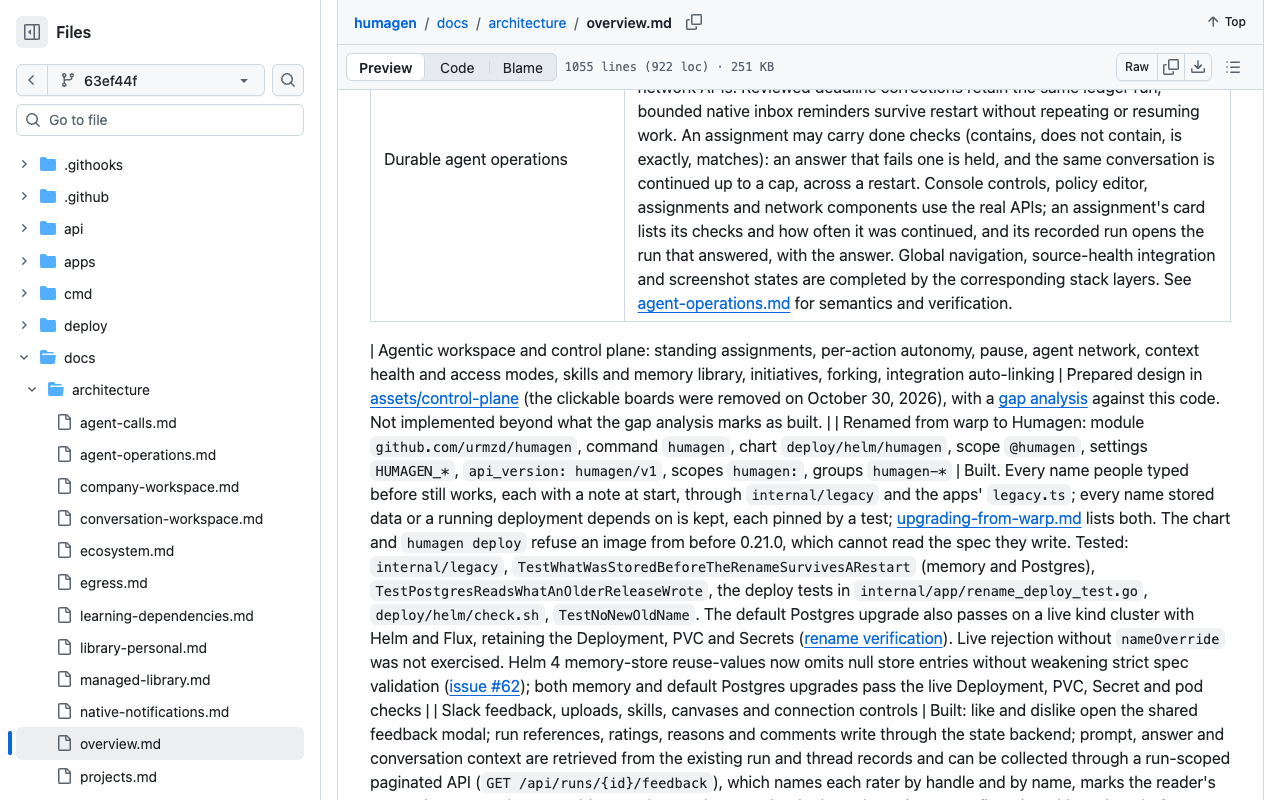 Files
63ef44f
Go to file
.githooks
.github
api
apps
cmd
deploy
docs
architecture
agent-calls.md
agent-operations.md
company-workspace.md
conversation-workspace.md
ecosystem.md
egress.md
learning-dependencies.md
library-personal.md
managed-library.md
native-notifications.md
overview.md
projects.md
humagen / docs / architecture / overview.md
Top
Preview Code Blame 1055 lines (922 loc) · 251 KB Raw
network APIs. Reviewed deadline corrections retain the same ledger run;
bounded native inbox reminders survive restart without repeating or resuming
work. An assignment may carry done checks (contains, does not contain, is
Durable agent operations
exactly, matches): an answer that fails one is held, and the same conversation is
continued up to a cap, across a restart. Console controls, policy editor,
assignments and network components use the real APIs; an assignment's card
lists its checks and how often it was continued, and its recorded run opens the
run that answered, with the answer. Global navigation, source-health integration
and screenshot states are completed by the corresponding stack layers. See
agent-operations.md for semantics and verification.
| Agentic workspace and control plane: standing assignments, per-action autonomy, pause, agent network, context
health and access modes, skills and memory library, initiatives, forking, integration auto-linking | Prepared design in
assets/control-plane (the clickable boards were removed on October 30, 2026), with a gap analysis against this code.
Not implemented beyond what the gap analysis marks as built. | | Renamed from warp to Humagen: module
github.com/urmzd/humagen , command humagen , chart deploy/helm/humagen , scope @humagen , settings
HUMAGEN_* , api_version: humagen/v1 , scopes humagen: , groups humagen-* | Built. Every name people typed
before still works, each with a note at start, through internal/legacy and the apps' legacy.ts ; every name stored
data or a running deployment depends on is kept, each pinned by a test; upgrading-from-warp.md lists both. The chart
and humagen deploy refuse an image from before 0.21.0, which cannot read the spec they write. Tested:
internal/legacy , TestWhatWasStoredBeforeTheRenameSurvivesARestart (memory and Postgres),
TestPostgresReadsWhatAnOlderReleaseWrote , the deploy tests in internal/app/rename_deploy_test.go ,
deploy/helm/check.sh , TestNoNewOldName . The default Postgres upgrade also passes on a live kind cluster with
Helm and Flux, retaining the Deployment, PVC and Secrets (rename verification). Live rejection without nameOverride
was not exercised. Helm 4 memory-store reuse-values now omits null store entries without weakening strict spec
validation (issue #62); both memory and default Postgres upgrades pass the live Deployment, PVC, Secret and pod
checks | | Slack feedback, uploads, skills, canvases and connection controls | Built: like and dislike open the shared
feedback modal; run references, ratings, reasons and comments write through the state backend; prompt, answer and
conversation context are retrieved from the existing run and thread records and can be collected through a run-scoped
paginated API ( GET /api/runs/{id}/feedback ), which names each rater by handle and by name, marks the reader's